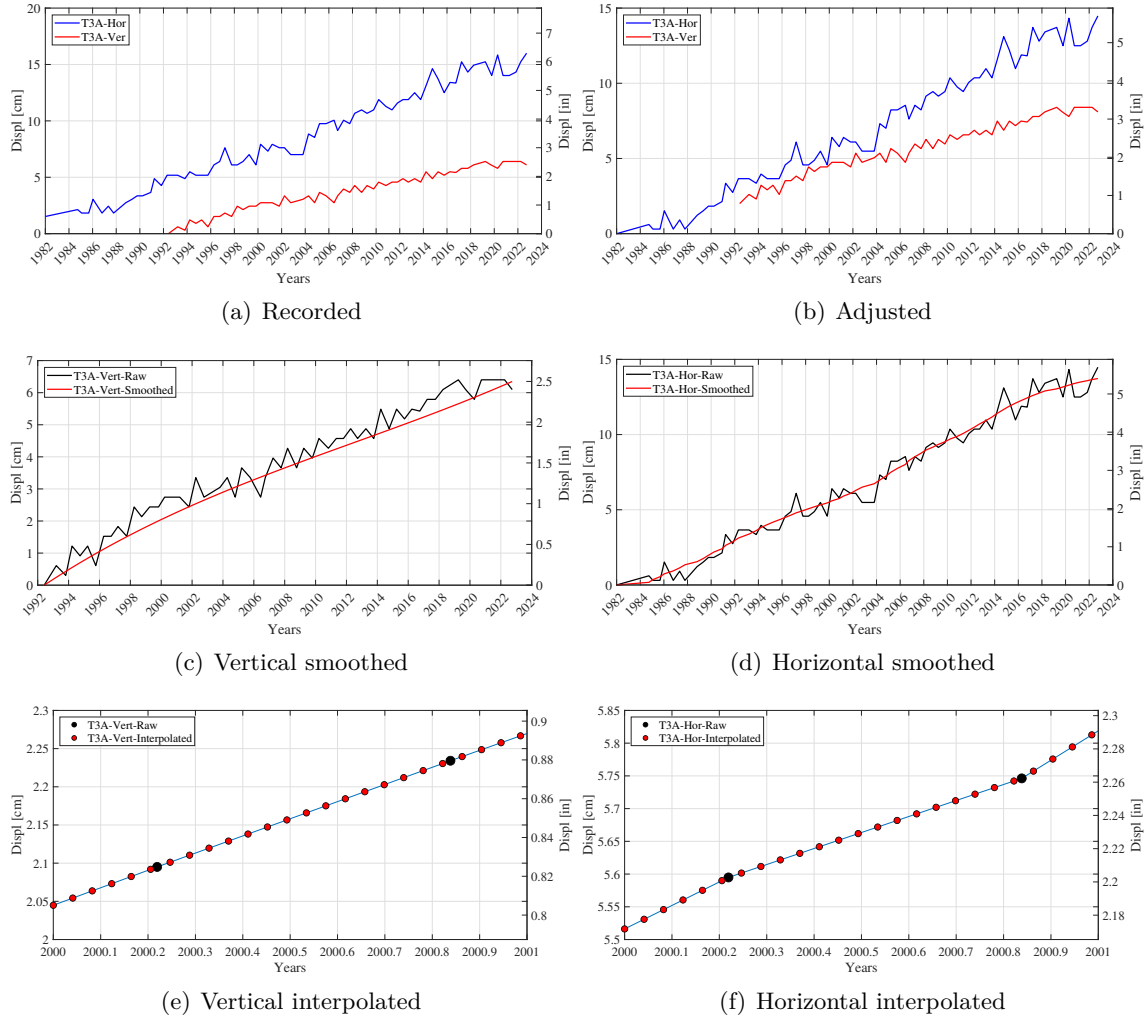 T3A-Hor
T3A-Ver
Displ [cm]
0
5
10
15
20
Displ [in]
0
1
2
3
4
5
6
7
1982 1984 1986 1988 1990 1992 1994 1996 1998 2000 2002 2004 2006 2008 2010 2012 2014 2016 2018 2020 2022 2024
Years
(a) Recorded
T3A-Hor
T3A-Ver
Displ [cm]
0
5
10
15
Displ [in]
0
1
2
3
4
5
1982 1984 1986 1988 1990 1992 1994 1996 1998 2000 2002 2004 2006 2008 2010 2012 2014 2016 2018 2020 2022 2024
Years
(b) Adjusted
T3A-Vert-Raw
T3A-Vert-Smoothed
Displ [cm]
0
1
2
3
4
5
6
7
Displ [in]
0
0.5
1
1.5
2
2.5
1992 1994 1996 1998 2000 2002 2004 2006 2008 2010 2012 2014 2016 2018 2020 2022 2024
Years
(c) Vertical smoothed
T3A-Hor-Raw
T3A-Hor-Smoothed
Displ [cm]
0
5
10
15
Displ [in]
0
1
2
3
4
5
1982 1984 1986 1988 1990 1992 1994 1996 1998 2000 2002 2004 2006 2008 2010 2012 2014 2016 2018 2020 2022 2024
Years
(d) Horizontal smoothed
T3A-Vert-Raw
T3A-Vert-Interpolated
Displ [cm]
2
2.05
2.1
2.15
2.2
2.25
2.3
Displ [in]
0.8
0.82
0.84
0.86
0.88
0.9
2000 2000.1 2000.2 2000.3 2000.4 2000.5 2000.6 2000.7 2000.8 2000.9 2001
Years
(e) Vertical interpolated
T3A-Hor-Raw
T3A-Hor-Interpolated
Displ [cm]
5.5
5.55
5.6
5.65
5.7
5.75
5.8
5.85
Displ [in]
2.18
2.2
2.22
2.24
2.26
2.28
2.3
2000 2000.1 2000.2 2000.3 2000.4 2000.5 2000.6 2000.7 2000.8 2000.9 2001
Years
(f) Horizontal interpolated